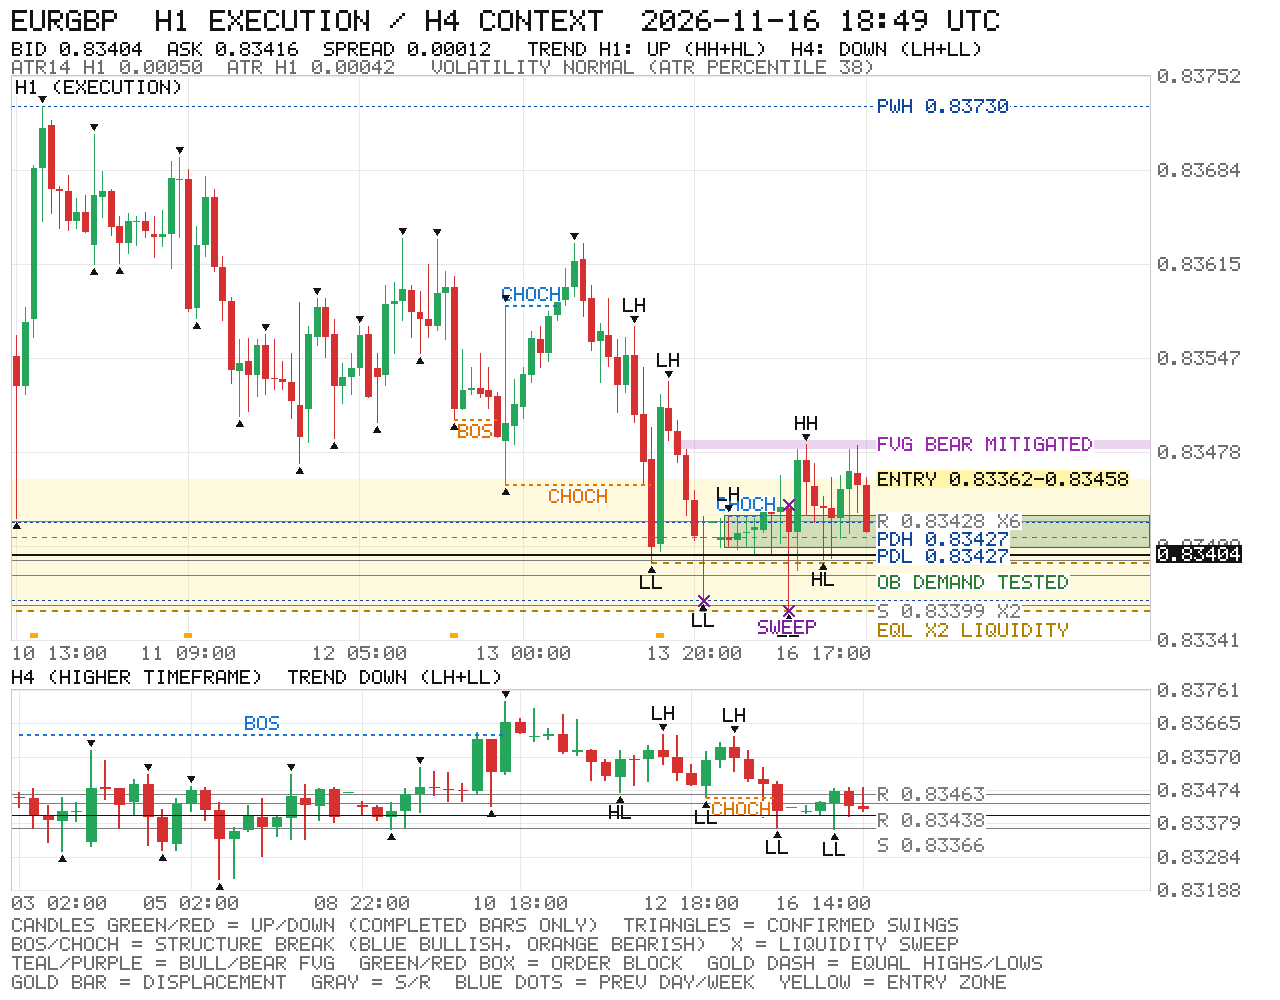 EURGBP  H1 EXECUTION / H4 CONTEXT  2026-11-16 18:49 UTC
BID 0.83404  ASK 0.83416  SPREAD 0.00012  TREND H1: UP (HH+HL)  H4: DOWN (LH+LL)
ATR14 H1 0.00050  ATR H1 0.00042  VOLATILITY NORMAL (ATR PERCENTILE 38)
H1 (EXECUTION)
0.83752
PWH 0.83730
0.83684
0.83615
CHOCH
LH
0.83547
LH
BOS
HH
FVG BEAR MITIGATED
0.83478
ENTRY 0.83362-0.83458
CHOCH
LH
CHOCH
R 0.83428 X6
PDH 0.83427
PDL 0.83427
0.83404
LL
HL
OB DEMAND TESTED
S 0.83399 X2
LL
SWEEP
EQL X2 LIQUIDITY
0.83341
10 13:00  11 09:00  12 05:00  13 00:00  13 20:00  16 17:00
H4 (HIGHER TIMEFRAME)  TREND DOWN (LH+LL)
0.83761
BOS
LH
LH
0.83665
0.83570
R 0.83463
0.83474
HL
LL
CHOCH
R 0.83438
0.83379
LL
LL
S 0.83366
0.83284
0.83188
03 02:00  05 02:00  08 22:00  10 18:00  12 18:00  16 14:00
CANDLES GREEN/RED = UP/DOWN (COMPLETED BARS ONLY)  TRIANGLES = CONFIRMED SWINGS
BOS/CHOCH = STRUCTURE BREAK (BLUE BULLISH, ORANGE BEARISH)  X = LIQUIDITY SWEEP
TEAL/PURPLE = BULL/BEAR FVG  GREEN/RED BOX = ORDER BLOCK  GOLD DASH = EQUAL HIGHS/LOWS
GOLD BAR = DISPLACEMENT  GRAY = S/R  BLUE DOTS = PREV DAY/WEEK  YELLOW = ENTRY ZONE